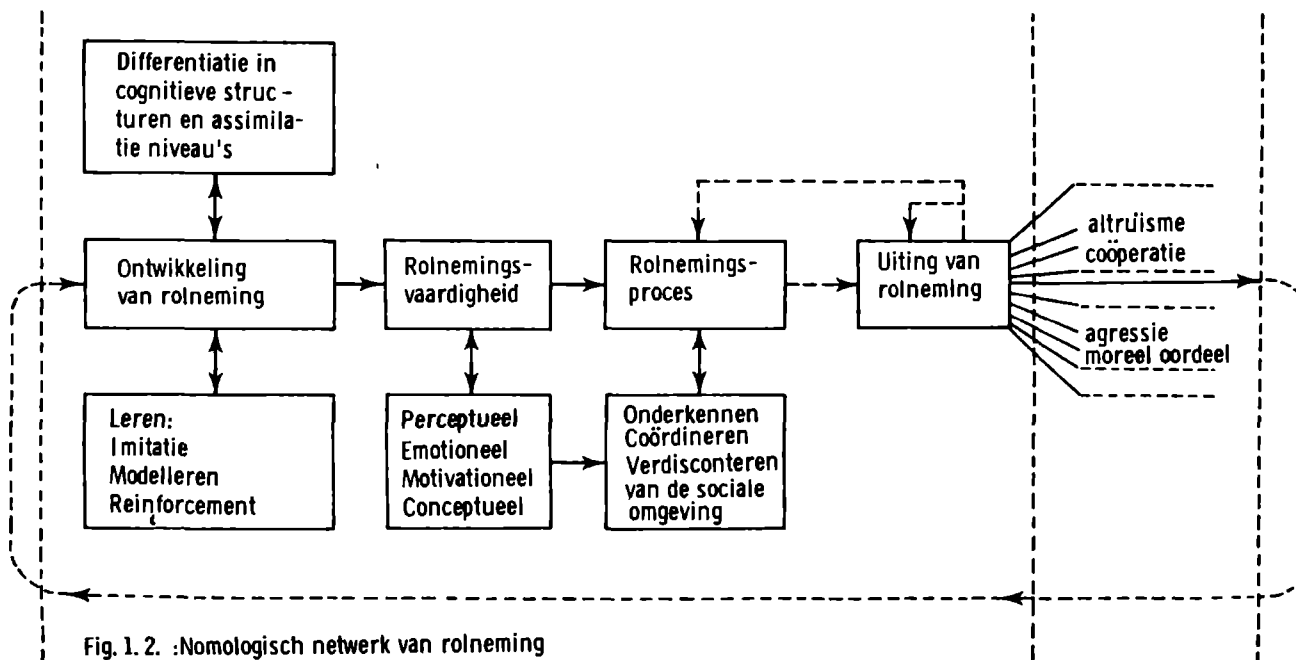 Differentiatie in
cognitieve struc -
turen en assimila-
tie niveau's
Ontwikkeling
van rolneming
Rolnemings-
vaardigheid
Rolnemings-
proces
Uiting van
rolneming
altruïsme
coöperatie
agressie
moreel oordeel
Leren:
Imitatie
Modelleren
Reinforcement
Perceptueel
Emotioneel
Motivationeel
Conceptueel
Onderkennen
Coördineren
Verdisconteren
van de sociale
omgeving
Fig. 1. 2. :Nomologisch netwerk van rolneming